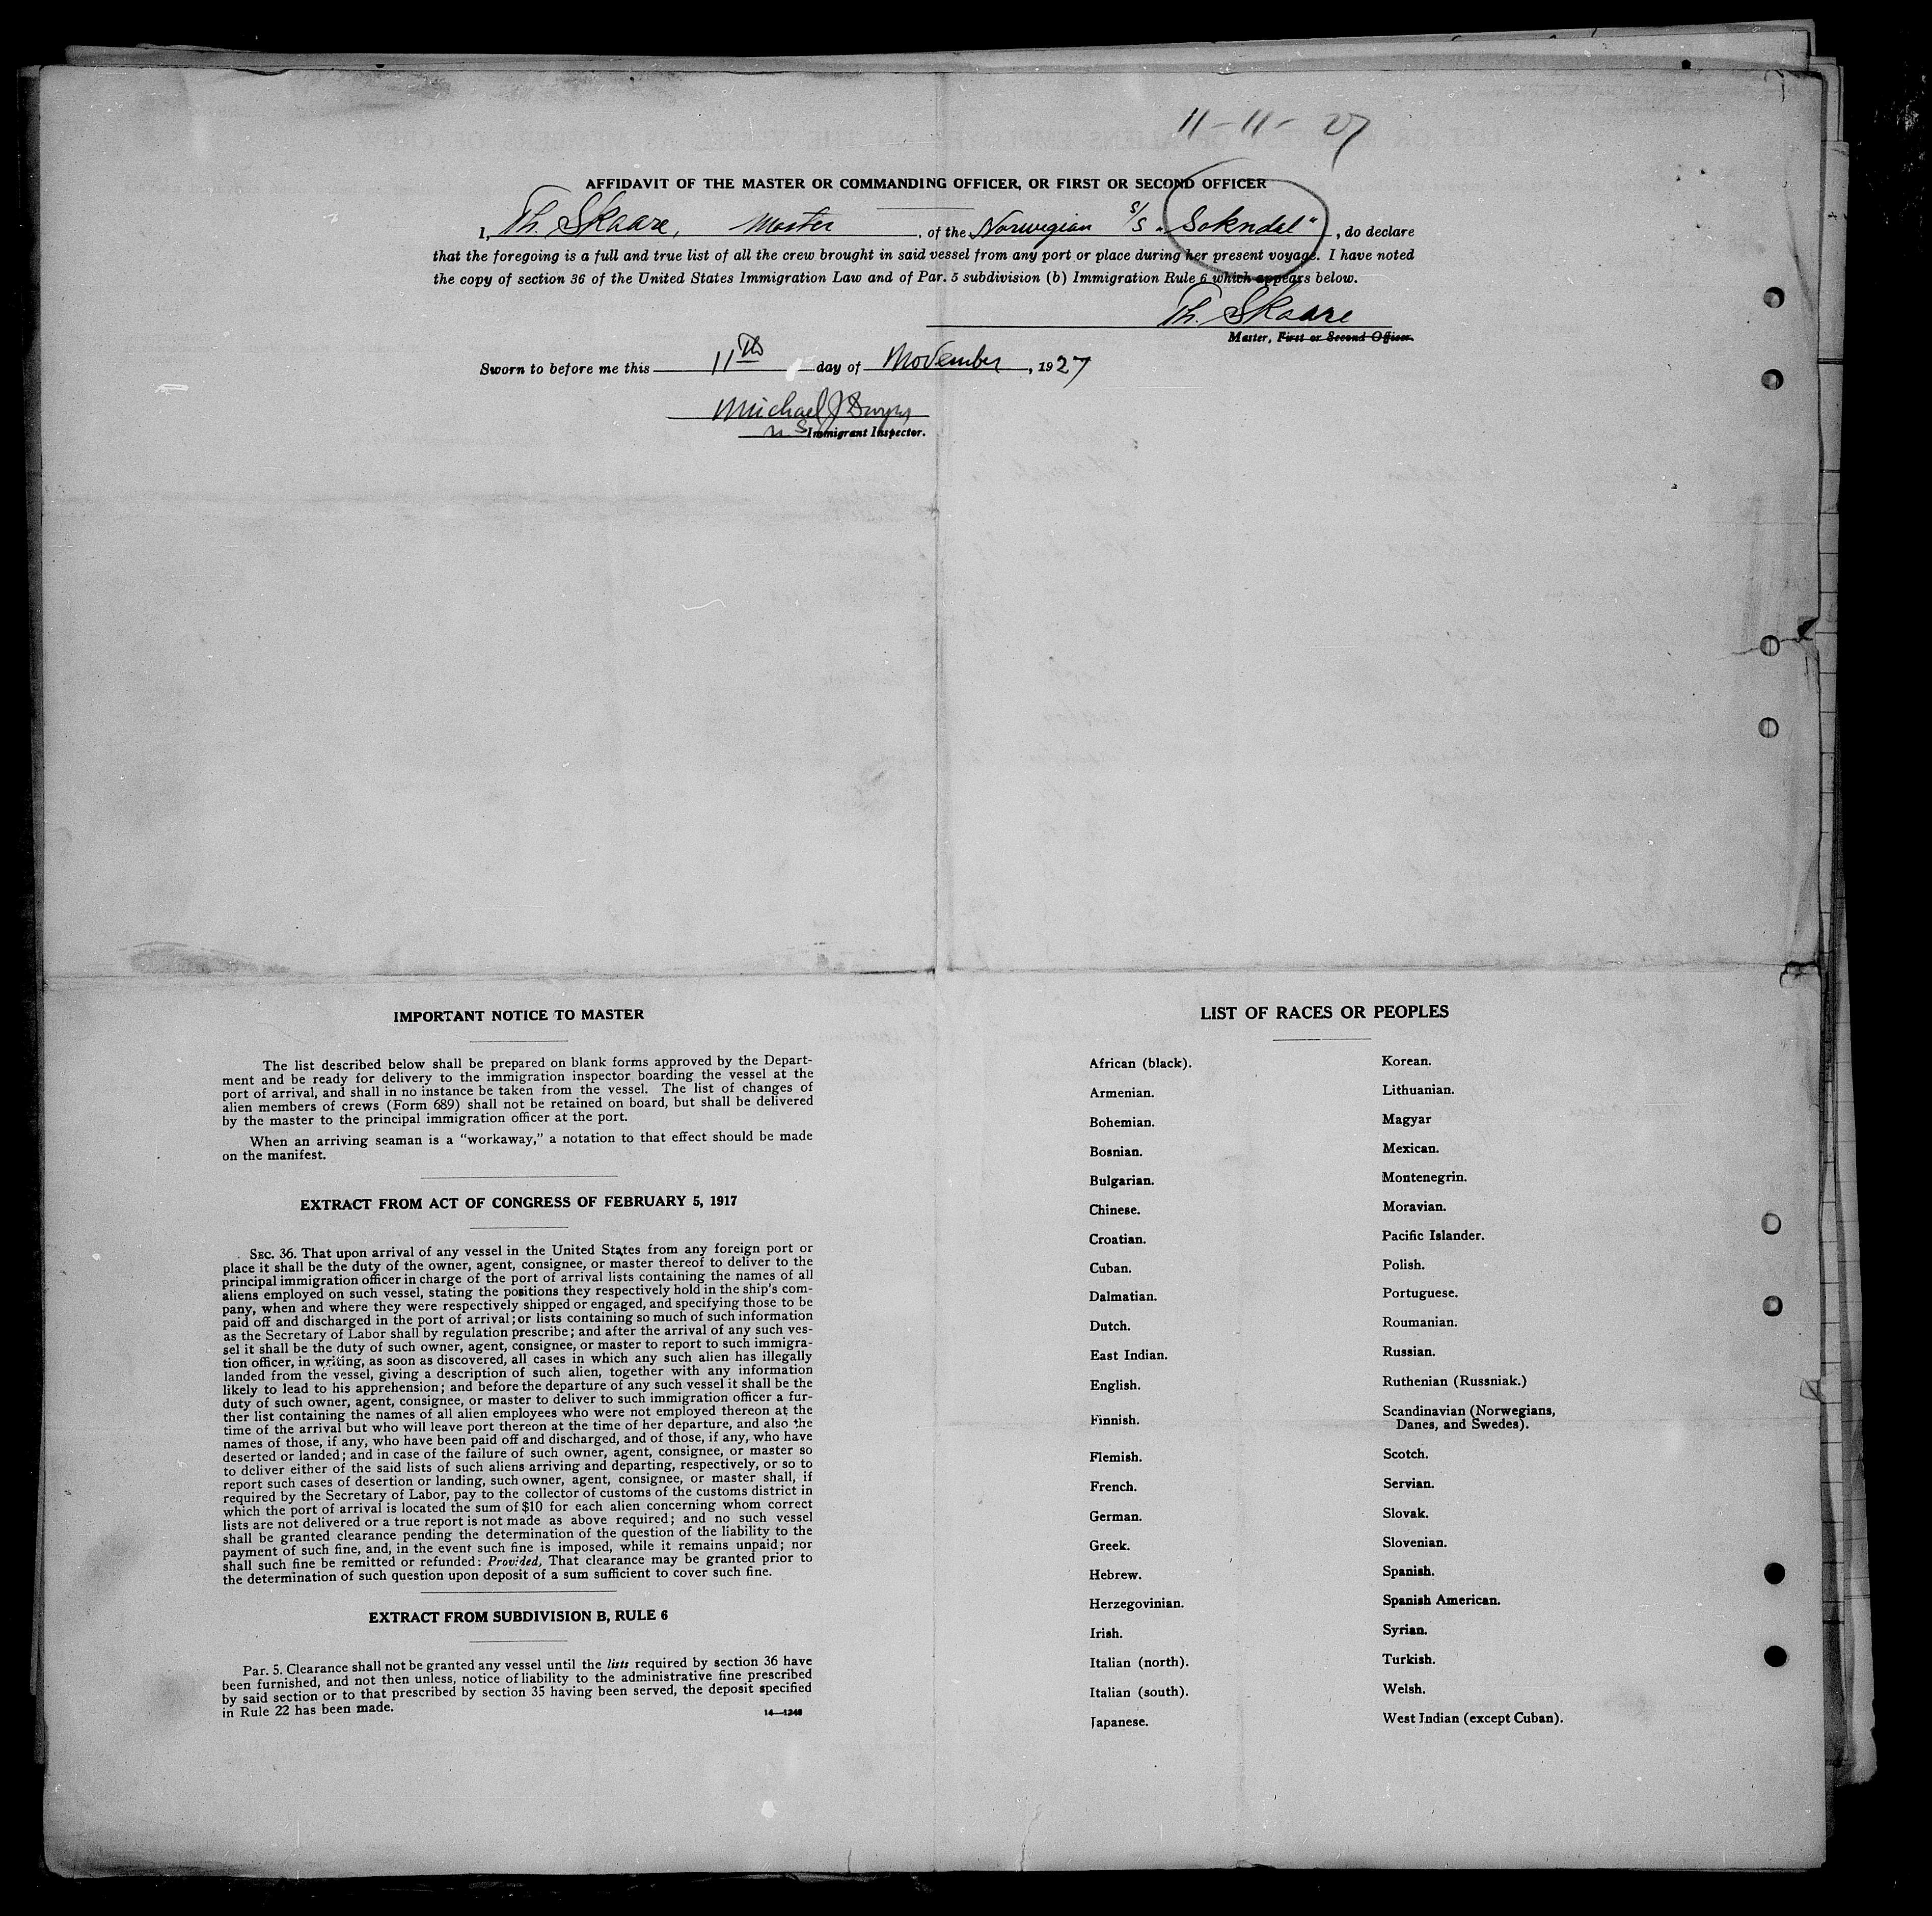 11-11-27
AFFIDAVIT OF THE MASTER OR COMMANDING OFFICER, OR FIRST OR SECOND OFFICER
I, Th. Skaare, Master, of the Norwegian S/S "Sokndal", do declare
that the foregoing is a full and true list of all the crew brought in said vessel from any port or place during her present voyage. I have noted
the copy of section 36 of the United States Immigration Law and of Par. 5 subdivision (b) Immigration Rule 6 which appears below.
Th. Skaare
Master, First or Second Officer.
Sworn to before me this 11th day of November, 1927
Michael J
U S Immigrant Inspector.
IMPORTANT NOTICE TO MASTER
The list described below shall be prepared on blank forms approved by the Depart-
ment and be ready for delivery to the immigration inspector boarding the vessel at the
port of arrival, and shall in no instance be taken from the vessel. The list of changes of
alien members of crews (Form 689) shall not be retained on board, but shall be delivered
by the master to the principal immigration officer at the port.
When an arriving seaman is a "workaway," a notation to that effect should be made
on the manifest.
EXTRACT FROM ACT OF CONGRESS OF FEBRUARY 5, 1917
SEC. 36. That upon arrival of any vessel in the United States from any foreign port or
place it shall be the duty of the owner, agent, consignee, or master thereof to deliver to the
principal immigration officer in charge of the port of arrival lists containing the names of all
aliens employed on such vessel, stating the positions they respectively hold in the ship's com-
pany, when and where they were respectively shipped or engaged, and specifying those to be
paid off and discharged in the port of arrival; or lists containing so much of such information
as the Secretary of Labor shall by regulation prescribe; and after the arrival of any such ves-
sel it shall be the duty of such owner, agent, consignee, or master to report to such immigra-
tion officer, in writing, as soon as discovered, all cases in which any such alien has illegally
landed from the vessel, giving a description of such alien, together with any information
likely to lead to his apprehension; and before the departure of any such vessel it shall be the
duty of such owner, agent, consignee, or master to deliver to such immigration officer a fur-
ther list containing the names of all alien employees who were not employed thereon at the
time of the arrival but who will leave port thereon at the time of her departure, and also the
names of those, if any, who have been paid off and discharged, and of those, if any, who have
deserted or landed; and in case of the failure of such owner, agent, consignee, or master so
to deliver either of the said lists of such aliens arriving and departing, respectively, or so to
report such cases of desertion or landing, such owner, agent, consignee, or master shall, if
required by the Secretary of Labor, pay to the collector of customs of the customs district in
which the port of arrival is located the sum of $10 for each alien concerning whom correct
lists are not delivered or a true report is not made as above required; and no such vessel
shall be granted clearance pending the determination of the question of the liability to the
payment of such fine, and, in the event such fine is imposed, while it remains unpaid; nor
shall such fine be remitted or refunded: Provided, That clearance may be granted prior to
the determination of such question upon deposit of a sum sufficient to cover such fine.
EXTRACT FROM SUBDIVISION B, RULE 6
Par. 5. Clearance shall not be granted any vessel until the lists required by section 36 have
been furnished, and not then unless, notice of liability to the administrative fine prescribed
by said section or to that prescribed by section 35 having been served, the deposit specified
in Rule 22 has been made.
14—1240
LIST OF RACES OR PEOPLES
African (black).
Armenian.
Bohemian.
Bosnian.
Bulgarian.
Chinese.
Croatian.
Cuban.
Dalmatian.
Dutch.
East Indian.
English.
Finnish.
Flemish.
French.
German.
Greek.
Hebrew.
Herzegovinian.
Irish.
Italian (north).
Italian (south).
Japanese.
Korean.
Lithuanian.
Magyar
Mexican.
Montenegrin.
Moravian.
Pacific Islander.
Polish.
Portuguese.
Roumanian.
Russian.
Ruthenian (Russniak.)
Scandinavian (Norwegians,
Danes, and Swedes).
Scotch.
Servian.
Slovak.
Slovenian.
Spanish.
Spanish American.
Syrian.
Turkish.
Welsh.
West Indian (except Cuban).